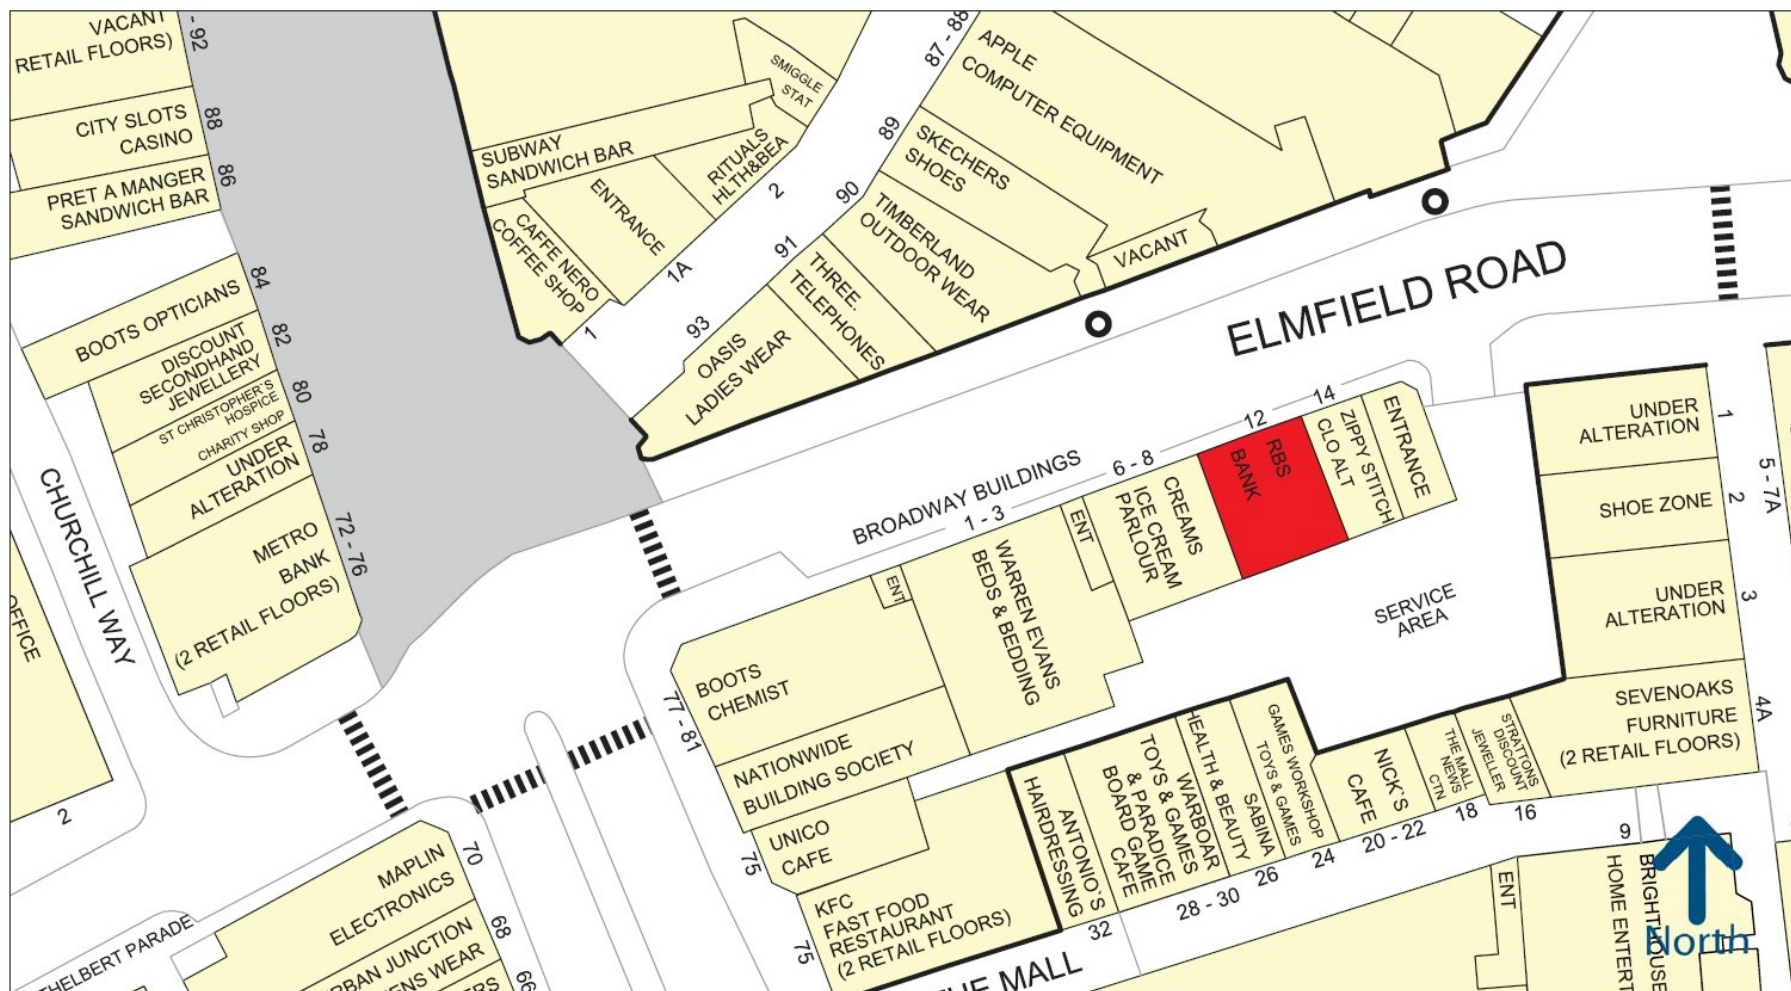 VACANT
RETAIL FLOORS)
- 92
CITY SLOTS
CASINO
88
PRET A MANGER
SANDWICH BAR
86
BOOTS OPTICIANS
84
DISCOUNT
SECONDHAND
JEWELLERY
82
ST CHRISTOPHER`S
HOSPICE
CHARITY SHOP
80
UNDER
ALTERATION
78
METRO
BANK
(2 RETAIL FLOORS)
72 - 76
CHURCHILL WAY
OFFICE
2
SUBWAY
SANDWICH BAR
SMIGGLE
STAT
RITUALS
HLTH&BEA
2
ENTRANCE
1A
CAFFE NERO
COFFEE SHOP
1
87 - 88
APPLE
COMPUTER EQUIPMENT
89
SKECHERS
SHOES
90
TIMBERLAND
OUTDOOR WEAR
91
THREE.
TELEPHONES
93
OASIS
LADIES WEAR
VACANT
ELMFIELD ROAD
BROADWAY BUILDINGS
1 - 3
6 - 8
12
14
ENT
WARREN EVANS
BEDS & BEDDING
ENT
CREAMS
ICE CREAM
PARLOUR
RBS
BANK
ZIPPY STITCH
CLO ALT
ENTRANCE
SERVICE
AREA
UNDER
ALTERATION
1
SHOE ZONE
2
UNDER
ALTERATION
3
5 - 7A
SEVENOAKS
FURNITURE
(2 RETAIL FLOORS)
4A
BOOTS
CHEMIST
77 - 81
NATIONWIDE
BUILDING SOCIETY
UNICO
CAFE
75
KFC
FAST FOOD
RESTAURANT
(2 RETAIL FLOORS)
75
ANTONIO`S
HAIRDRESSING
32
TOYS & GAMES
& PARADICE
BOARD GAME
CAFE
WARBOAR
28 - 30
HEALTH & BEAUTY
SABINA
26
GAMES WORKSHOP
TOYS & GAMES
24
NICK`S
CAFE
20 - 22
THE MALL
NEWS
CTN
18
STRATTONS
DISCOUNT
JEWELLER
16
THE MALL
9
ENT
BRIGHTHOUSE
HOME ENTERT
North
MAPLIN
ELECTRONICS
70
THELBERT PARADE
RBAN JUNCTION
ENS WEAR
68
ERS
66